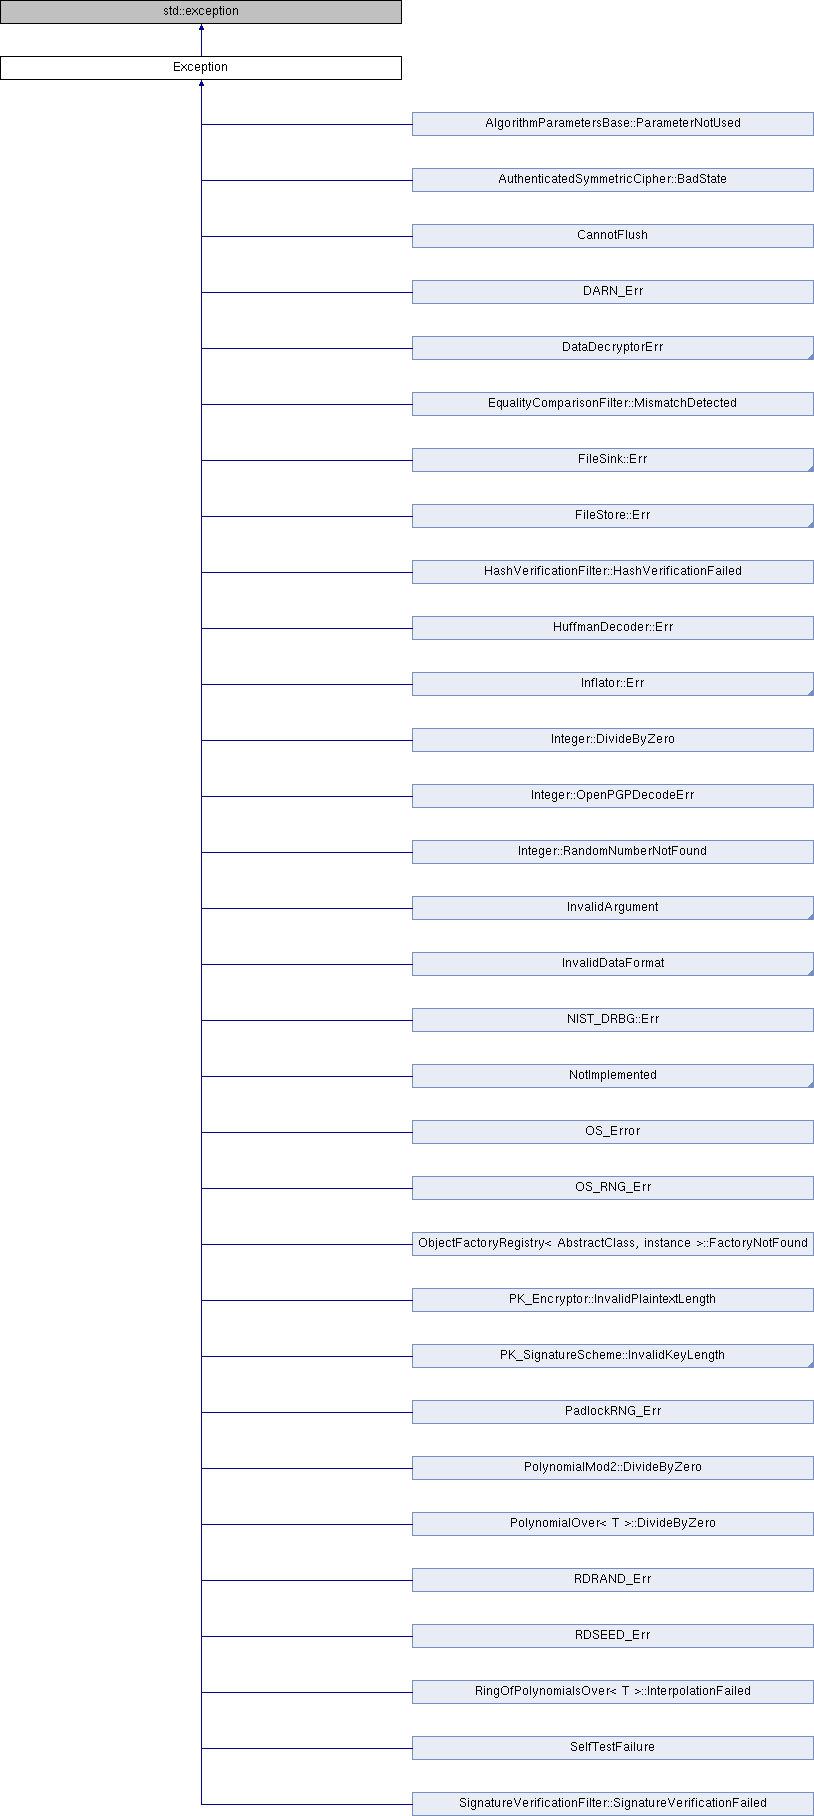 std::exception
Exception
AlgorithmParametersBase::ParameterNotUsed
AuthenticatedSymmetricCipher::BadState
CannotFlush
DARN_Err
DataDecryptorErr
EqualityComparisonFilter::MismatchDetected
FileSink::Err
FileStore::Err
HashVerificationFilter::HashVerificationFailed
HuffmanDecoder::Err
Inflator::Err
Integer::DivideByZero
Integer::OpenPGPDecodeErr
Integer::RandomNumberNotFound
InvalidArgument
InvalidDataFormat
NIST_DRBG::Err
NotImplemented
OS_Error
OS_RNG_Err
ObjectFactoryRegistry< AbstractClass, instance >::FactoryNotFound
PK_Encryptor::InvalidPlaintextLength
PK_SignatureScheme::InvalidKeyLength
PadlockRNG_Err
PolynomialMod2::DivideByZero
PolynomialOver< T >::DivideByZero
RDRAND_Err
RDSEED_Err
RingOfPolynomialsOver< T >::InterpolationFailed
SelfTestFailure
SignatureVerificationFilter::SignatureVerificationFailed